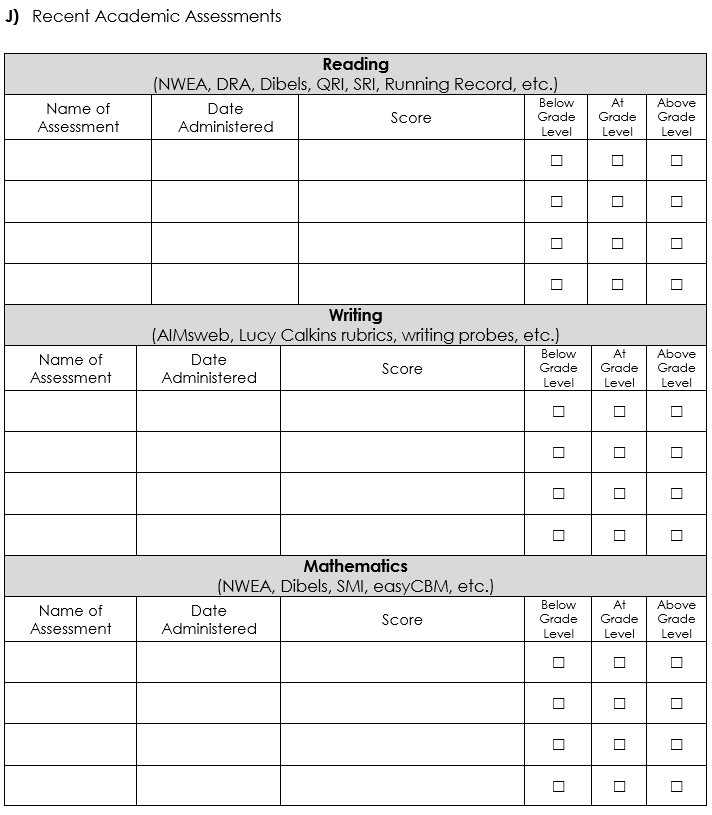 J) Recent Academic Assessments
Reading
(NWEA, DRA, Dibels, QRI, SRI, Running Record, etc.)
Name of Assessment Date Administered Score Below Grade Level At Grade Level Above Grade Level
☐ ☐ ☐
☐ ☐ ☐
☐ ☐ ☐
☐ ☐ ☐
Writing
(AIMsweb, Lucy Calkins rubrics, writing probes, etc.)
Name of Assessment Date Administered Score Below Grade Level At Grade Level Above Grade Level
☐ ☐ ☐
☐ ☐ ☐
☐ ☐ ☐
☐ ☐ ☐
Mathematics
(NWEA, Dibels, SMI, easyCBM, etc.)
Name of Assessment Date Administered Score Below Grade Level At Grade Level Above Grade Level
☐ ☐ ☐
☐ ☐ ☐
☐ ☐ ☐
☐ ☐ ☐